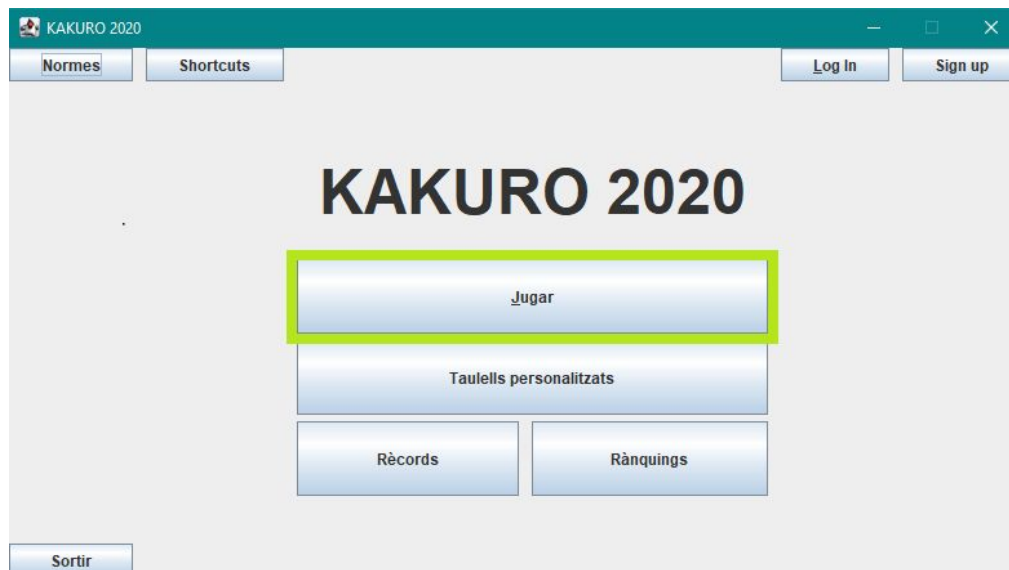 KAKURO 2020
Normes Shortcuts Log In Sign up
KAKURO 2020
Jugar
Taulells personalitzats
Rècords Rànquings
Sortir